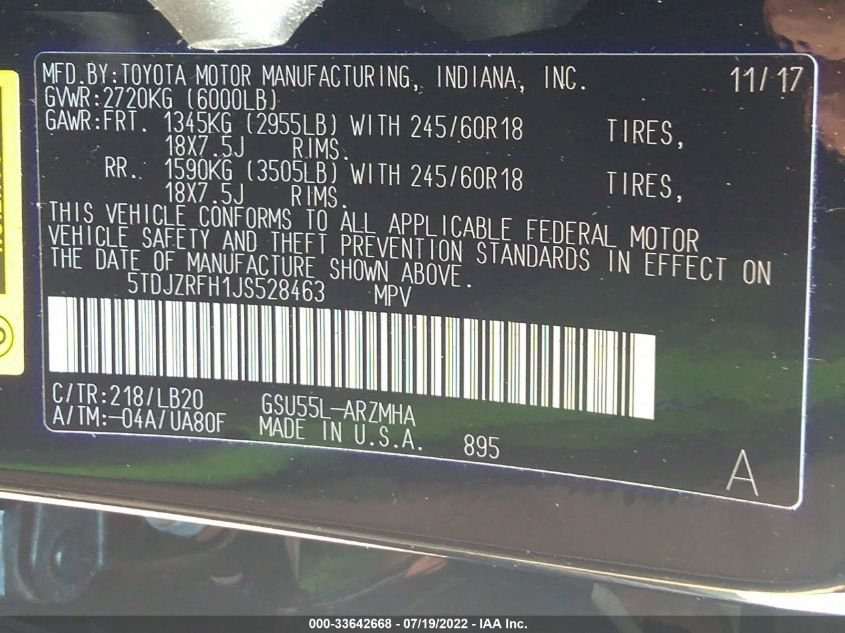 MFD.BY:TOYOTA MOTOR MANUFACTURING, INDIANA, INC. 11/17
GVWR:2720KG (6000LB)
GAWR:FRT. 1345KG (2955LB) WITH 245/60R18 TIRES,
18X7.5J RIMS.
RR. 1590KG (3505LB) WITH 245/60R18 TIRES,
18X7.5J RIMS.
THIS VEHICLE CONFORMS TO ALL APPLICABLE FEDERAL MOTOR
VEHICLE SAFETY AND THEFT PREVENTION STANDARDS IN EFFECT ON
THE DATE OF MANUFACTURE SHOWN ABOVE.
5TDJZRFH1JS528463 MPV
C/TR:218/LB20 GSU55L-ARZMHA
A/TM:-04A/UA80F MADE IN U.S.A. 895
A
000-33642668 - 07/19/2022 - IAA Inc.